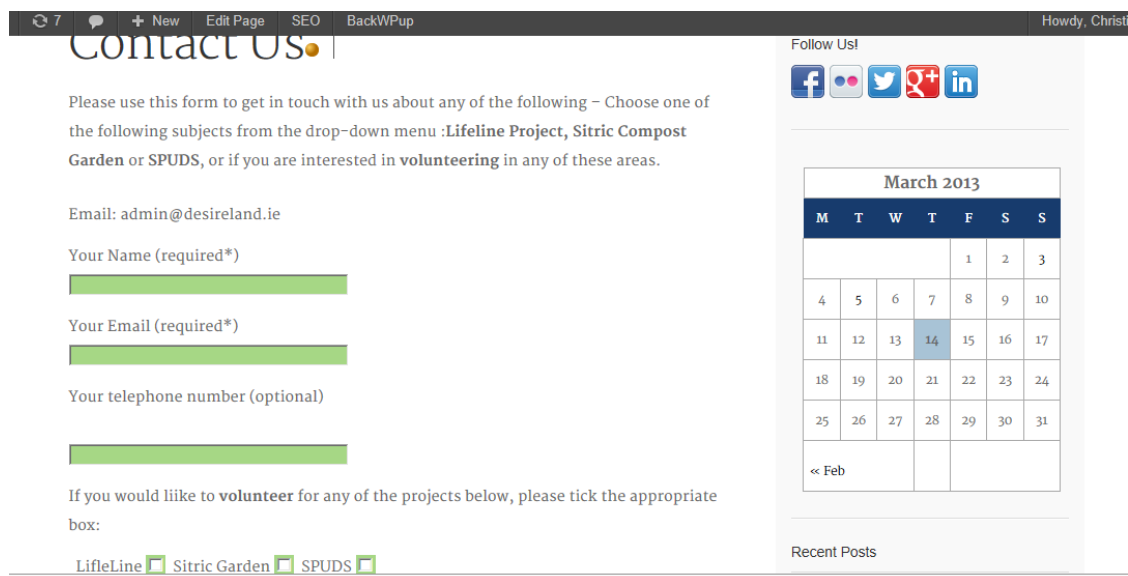 7 + New Edit Page SEO BackWPup Howdy, Christi
Contact Us
Please use this form to get in touch with us about any of the following – Choose one of
the following subjects from the drop-down menu :Lifeline Project, Sitric Compost
Garden or SPUDS, or if you are interested in volunteering in any of these areas.
Email: admin@desireland.ie
Your Name (required*)
Your Email (required*)
Your telephone number (optional)
If you would liike to volunteer for any of the projects below, please tick the appropriate
box:
LifleLine Sitric Garden SPUDS
Follow Us!
f g+ in
March 2013
M T W T F S S
1 2 3
4 5 6 7 8 9 10
11 12 13 14 15 16 17
18 19 20 21 22 23 24
25 26 27 28 29 30 31
« Feb
Recent Posts